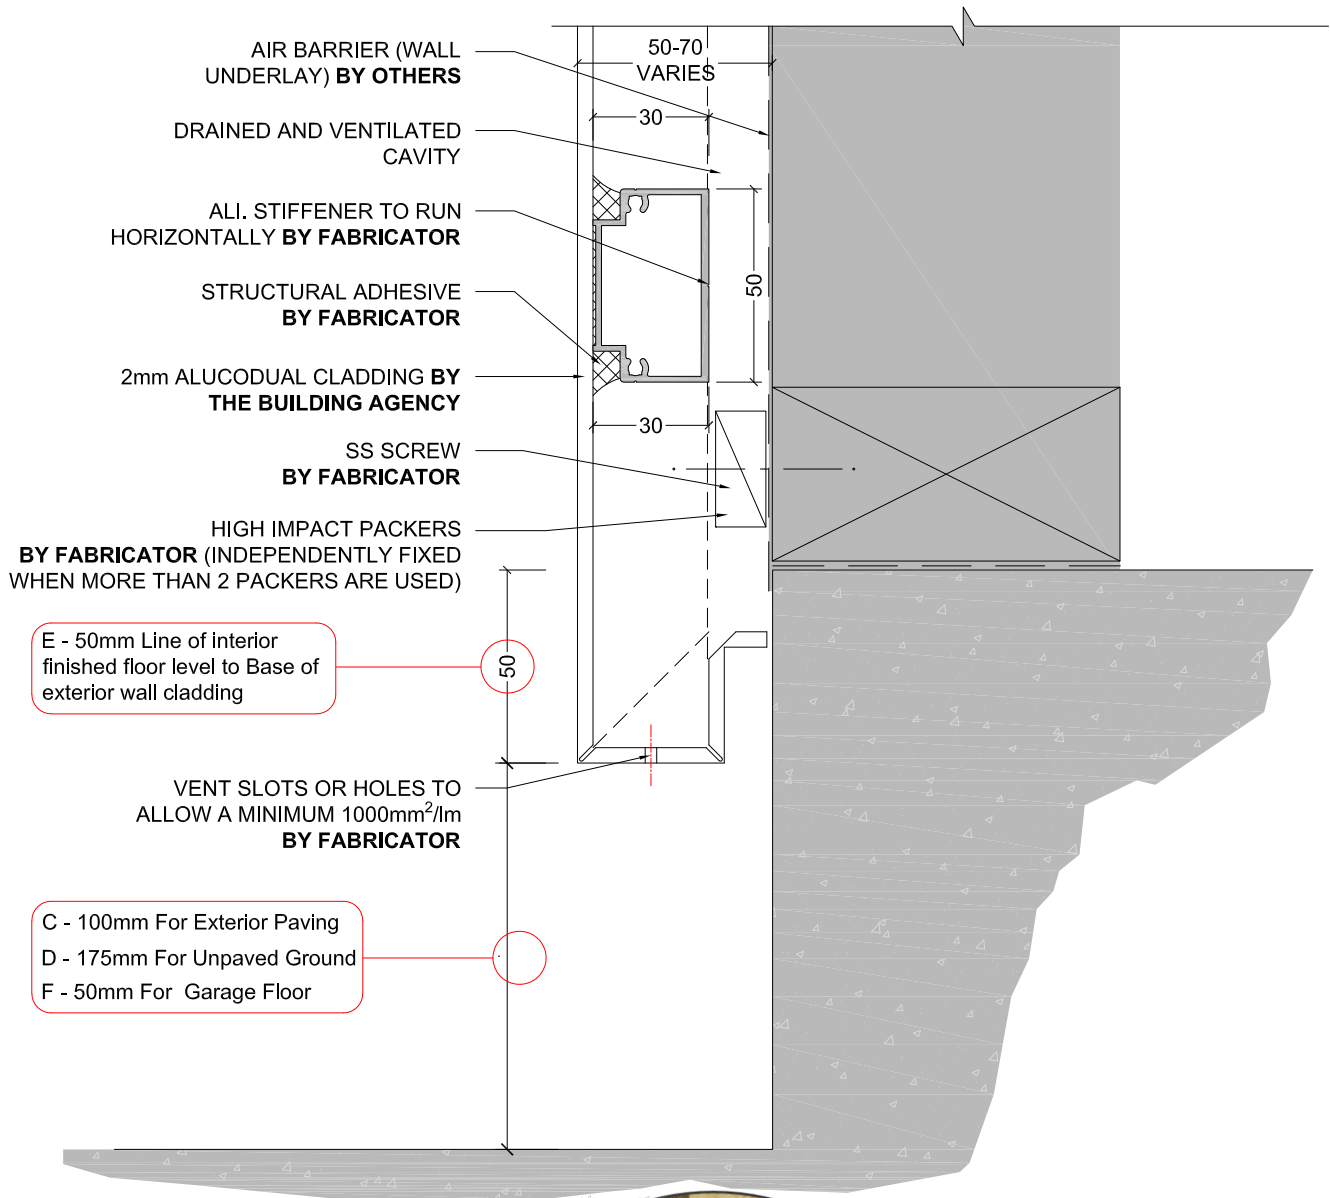 AIR BARRIER (WALL
UNDERLAY) BY OTHERS
50-70
VARIES
30
DRAINED AND VENTILATED
CAVITY
ALI. STIFFENER TO RUN
HORIZONTALLY BY FABRICATOR
50
STRUCTURAL ADHESIVE
BY FABRICATOR
2mm ALUCODUAL CLADDING BY
THE BUILDING AGENCY
30
SS SCREW
BY FABRICATOR
HIGH IMPACT PACKERS
BY FABRICATOR (INDEPENDENTLY FIXED
WHEN MORE THAN 2 PACKERS ARE USED)
E - 50mm Line of interior
finished floor level to Base of
exterior wall cladding
50
VENT SLOTS OR HOLES TO
ALLOW A MINIMUM 1000mm²/lm
BY FABRICATOR
C - 100mm For Exterior Paving
D - 175mm For Unpaved Ground
F - 50mm For Garage Floor